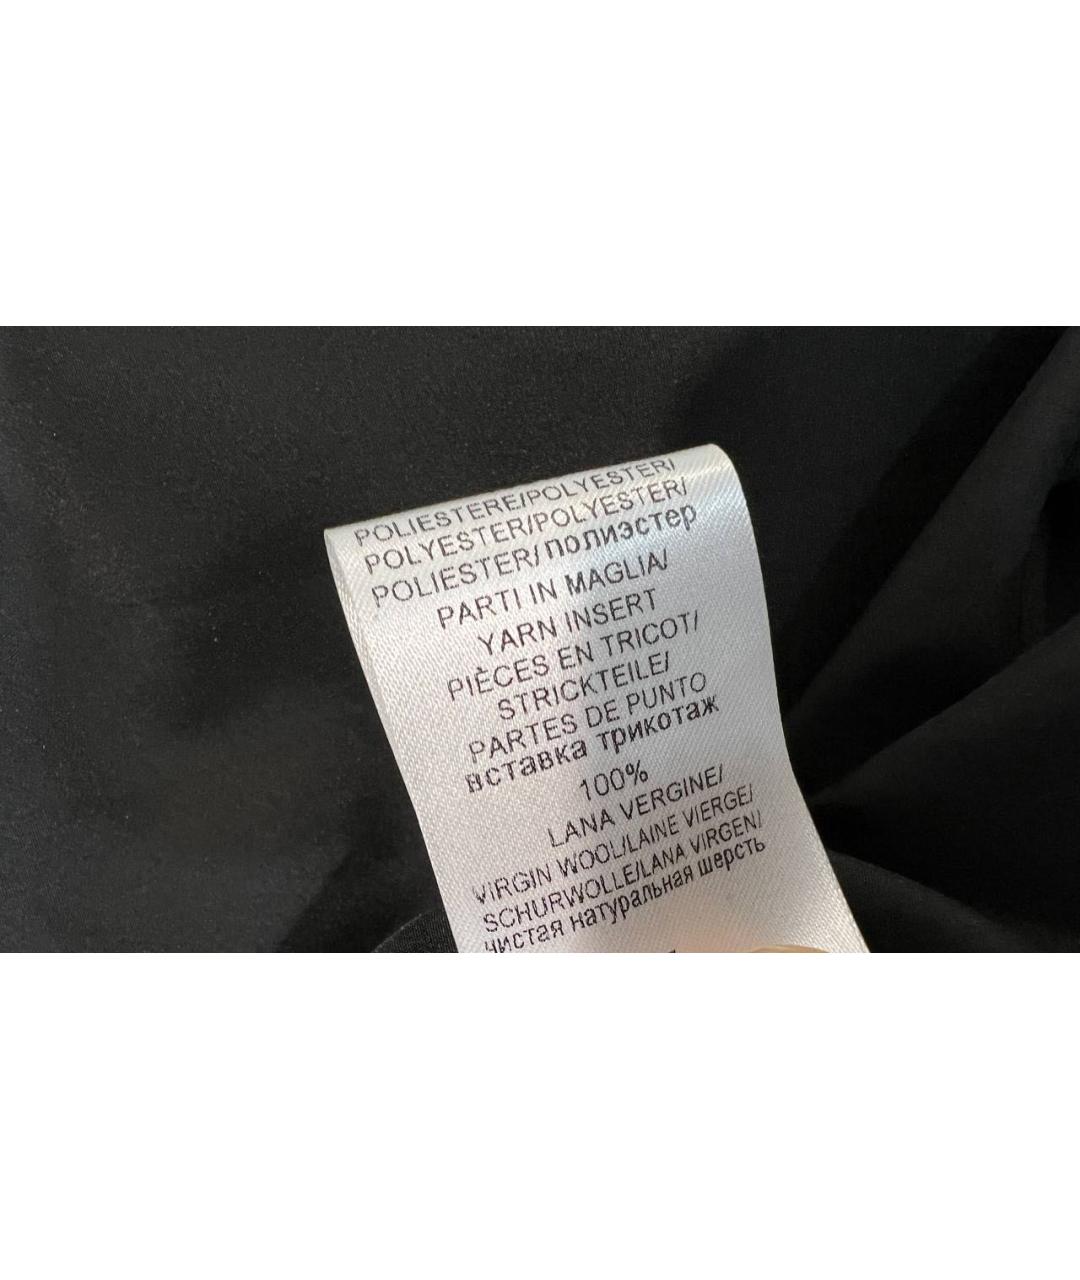 POLIESTERE/POLYESTER/
POLYESTER/POLYESTER/
POLIESTER/полиэстер
PARTI IN MAGLIA/
YARN INSERT
PIÈCES EN TRICOT/
STRICKTEILE/
PARTES DE PUNTO
вставка трикотаж
100%
LANA VERGINE/
VIRGIN WOOL/LAINE VIERGE/
SCHURWOLLE/LANA VIRGEN/
чистая натуральная шерсть